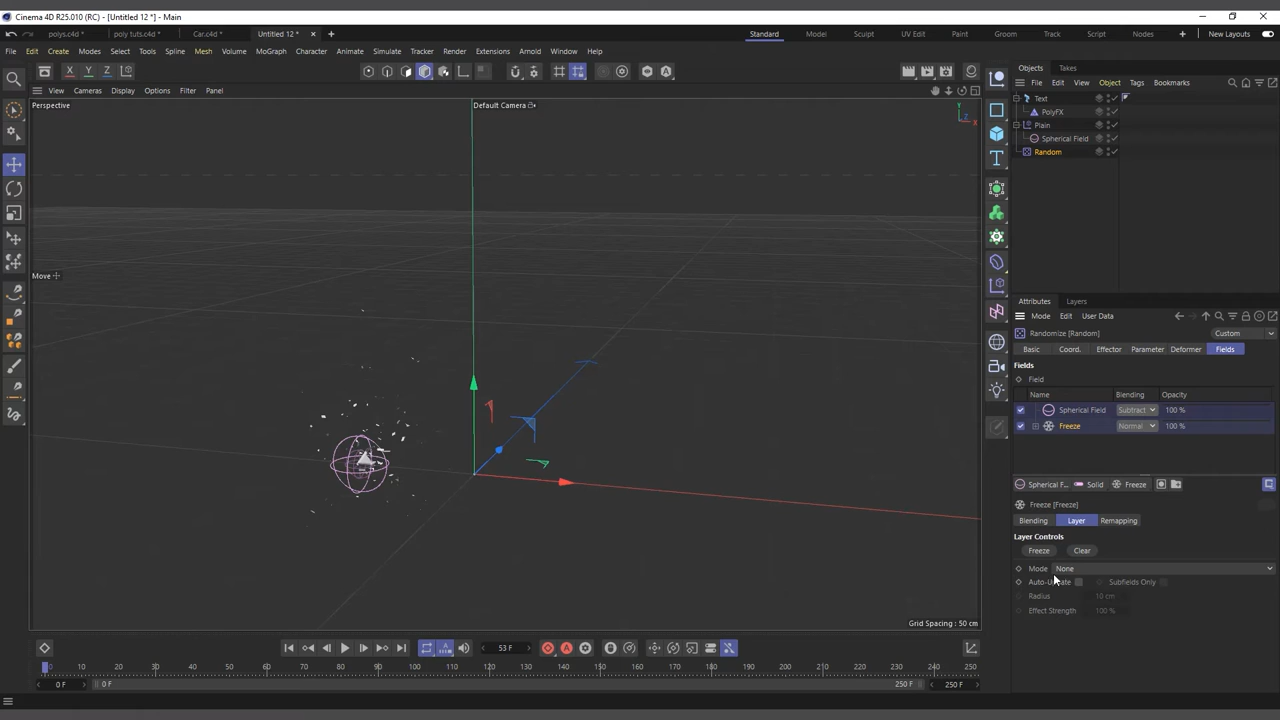 Cinema 4D R25.010 (RC) - [Untitled 12 *] - Main
polys.c4d *
poly tuts.c4d *
Car.c4d *
Untitled 12 *
Standard
Model
Sculpt
UV Edit
Paint
Groom
Track
Script
Nodes
New Layouts
File Edit Create Modes Select Tools Mesh Volume MoGraph Character Animate Simulate Tracker Render Extensions Arnold Window Help
X Y Z
Objects Takes
File Edit View Object Tags Bookmarks
View Cameras Display Options Filter Panel
Perspective
Default Camera
Y
X
Text
PolyFX
Plain
Spherical Field
Random
Move
Attributes Layers
Mode Edit User Data
Randomize [Random]
Custom
Basic Coord. Effector Parameter Deformer Fields
Fields
Field
Name Blending Opacity
Spherical Field Subtract 100 %
Freeze Normal 100 %
Spherical F... Solid Freeze
Freeze [Freeze]
Blending Layer Remapping
Layer Controls
Freeze Clear
Mode None
Subfields Only
Radius 10 cm
Effect Strength 100 %
Grid Spacing : 50 cm
53 F
0 10 20 30 40 50 60 70 80 90 100 110 120 130 140 150 160 170 180 190 200 210 220 230 240 250
0 F
0 F
250 F
250 F